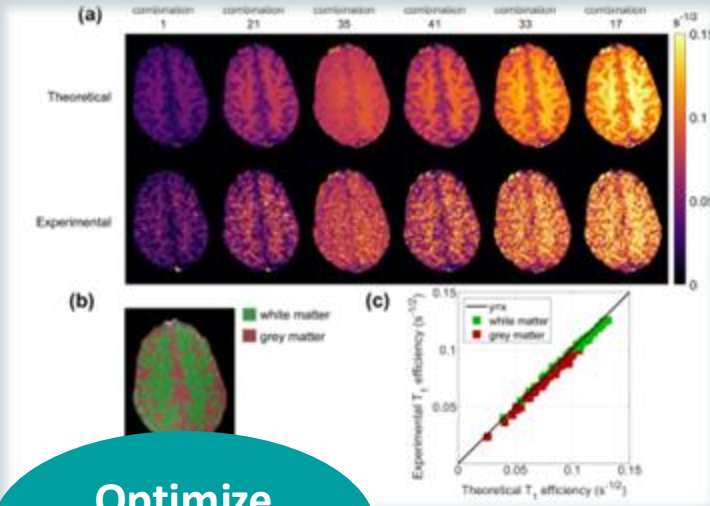 (a)
combination combination combination combination combination combination
1 21 35 41 33 17
s-1/2
0.15
Theoretical
0.1
Experimental
0.05
0
(b)
white matter
grey matter
(c)
0.15
y=x
white matter
grey matter
0.1
0.05
Experimental T1 efficiency (s-1/2)
0 0.05 0.1 0.15
Theoretical T1 efficiency (s-1/2)
Optimize